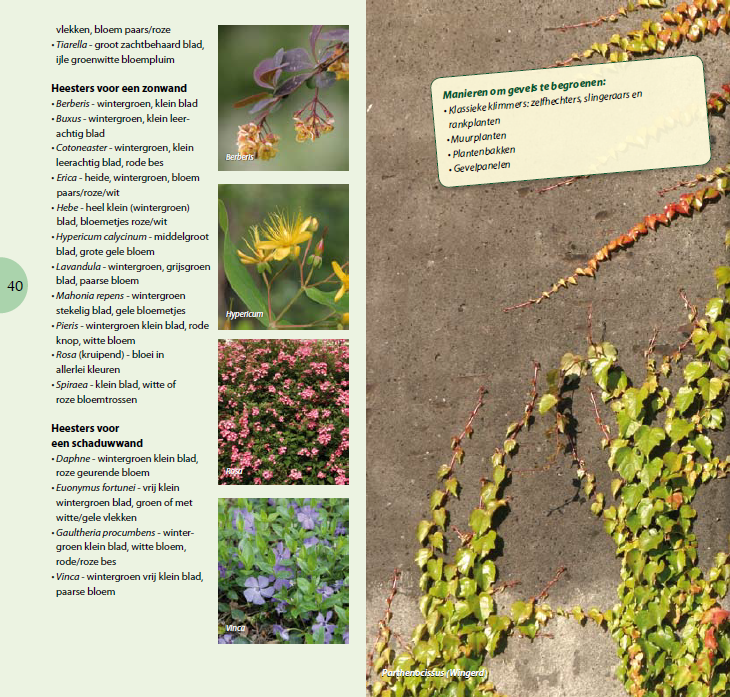 vlekken, bloem paars/roze
• Tiarella - groot zachtbehaard blad,
ijle groenwitte bloempluim
Heesters voor een zonwand
• Berberis - wintergroen, klein blad
• Buxus - wintergroen, klein leer-
achtig blad
• Cotoneaster - wintergroen, klein
leerachtig blad, rode bes
• Erica - heide, wintergroen, bloem
paars/roze/wit
• Hebe - heel klein (wintergroen)
blad, bloemetjes roze/wit
• Hypericum calycinum - middelgroot
blad, grote gele bloem
• Lavandula - wintergroen, grijsgroen
blad, paarse bloem
• Mahonia repens - wintergroen
stekelig blad, gele bloemetjes
• Pieris - wintergroen klein blad, rode
knop, witte bloem
• Rosa (kruipend) - bloei in
allerlei kleuren
• Spiraea - klein blad, witte of
roze bloemtrossen
Heesters voor
een schaduwwand
• Daphne - wintergroen klein blad,
roze geurende bloem
• Euonymus fortunei - vrij klein
wintergroen blad, groen of met
witte/gele vlekken
• Gaultheria procumbens - winter-
groen klein blad, witte bloem,
rode/roze bes
• Vinca - wintergroen vrij klein blad,
paarse bloem
40
Berberis
Hypericum
Rosa
Vinca
Manieren om gevels te begroenen:
• Klassieke klimmers: zelfhechters, slingeraars en
rankplanten
• Muurplanten
• Plantenbakken
• Gevelpanelen
Parthenocissus (Wingerd)